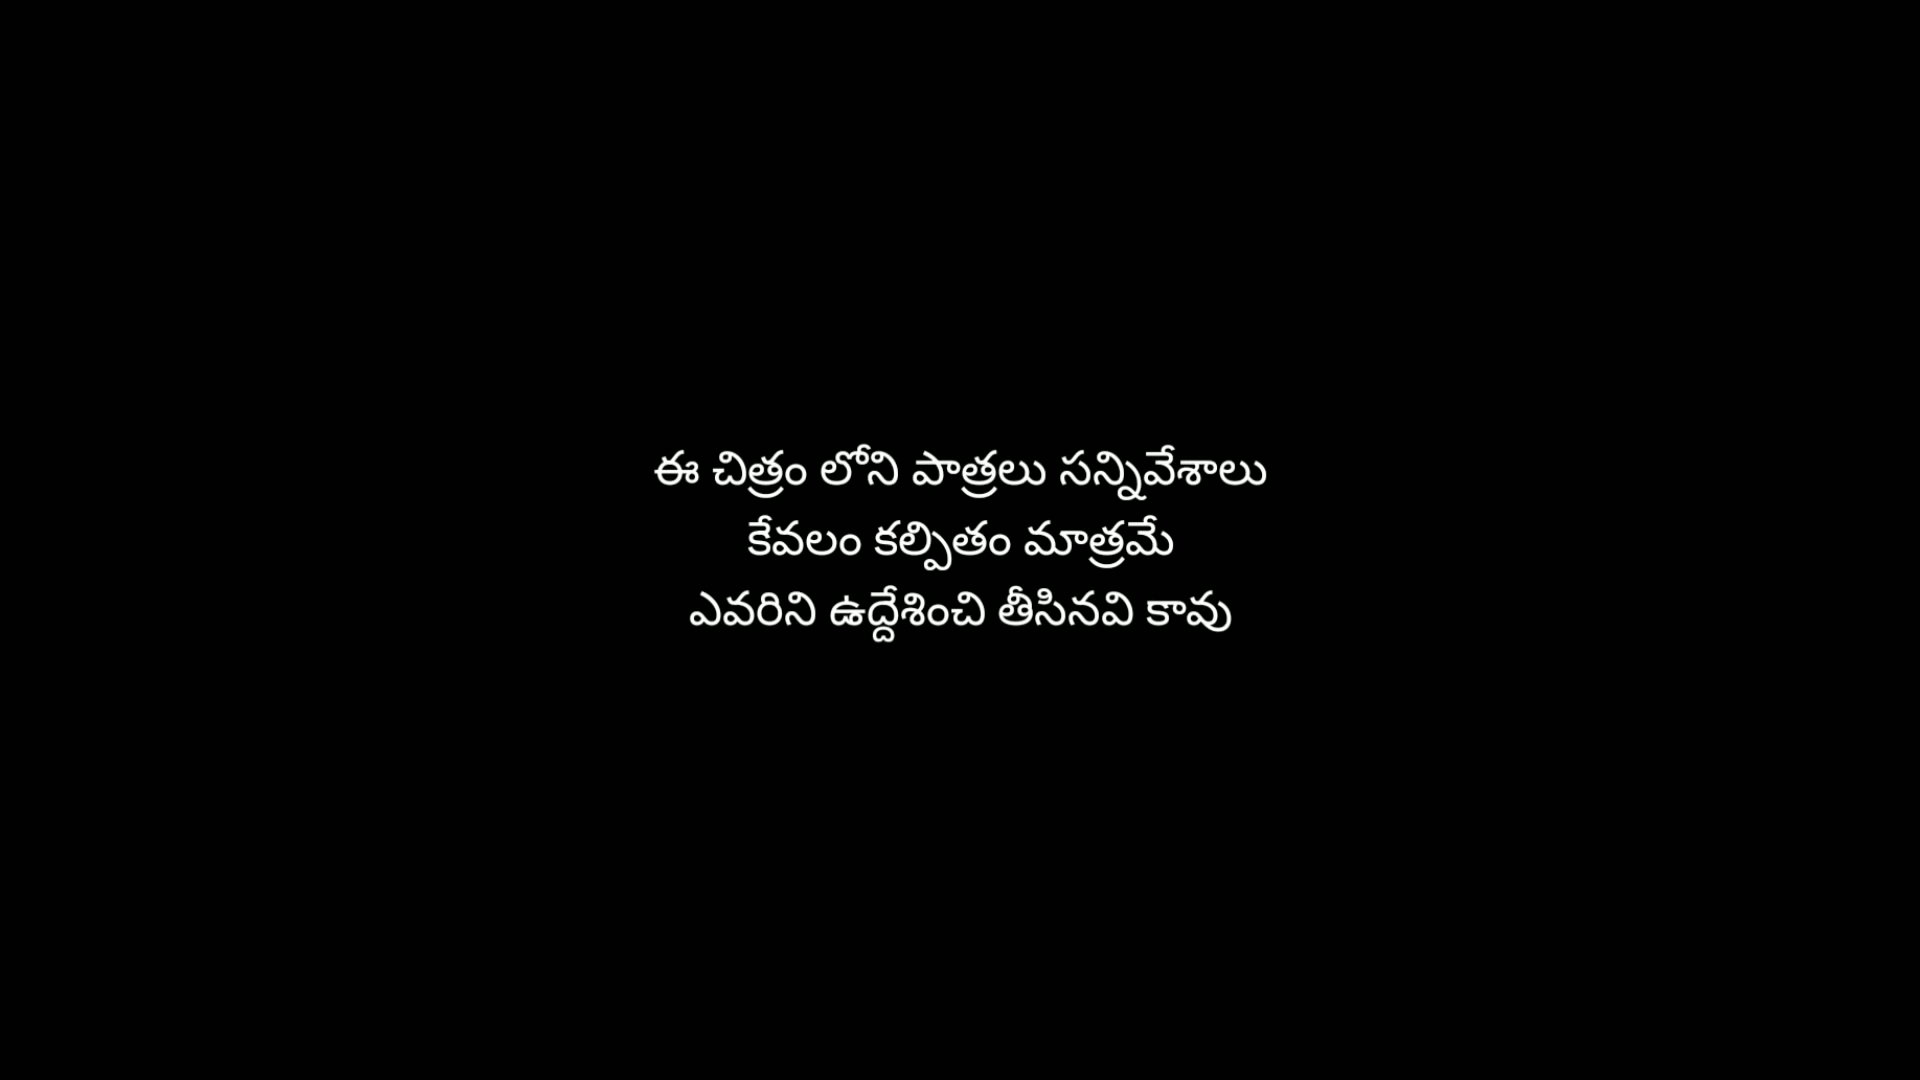 ఈ చిత్రం లోని పాత్రలు సన్నివేశాలు
కేవలం కల్పితం మాత్రమే
ఎవరిని ఉద్దేశించి తీసినవి కావు